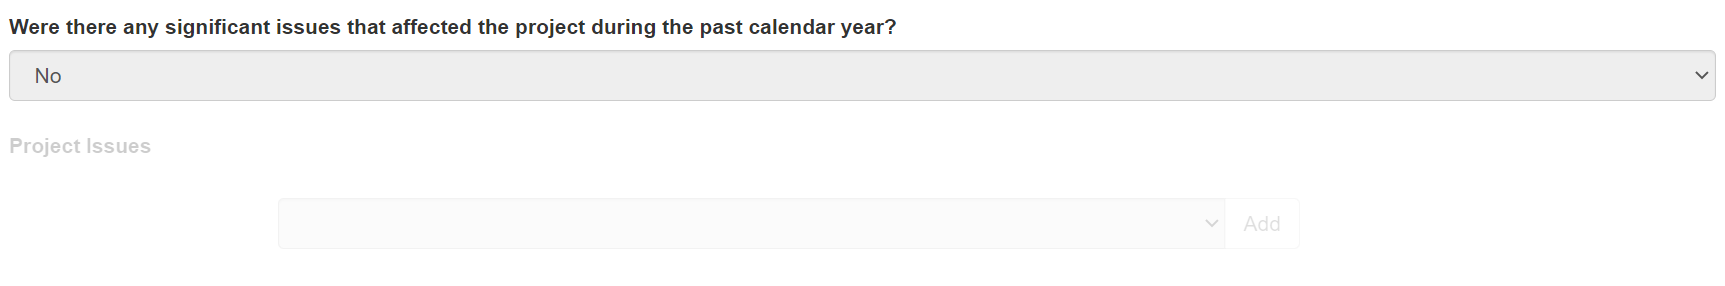 Were there any significant issues that affected the project during the past calendar year?
No
Project Issues
Add